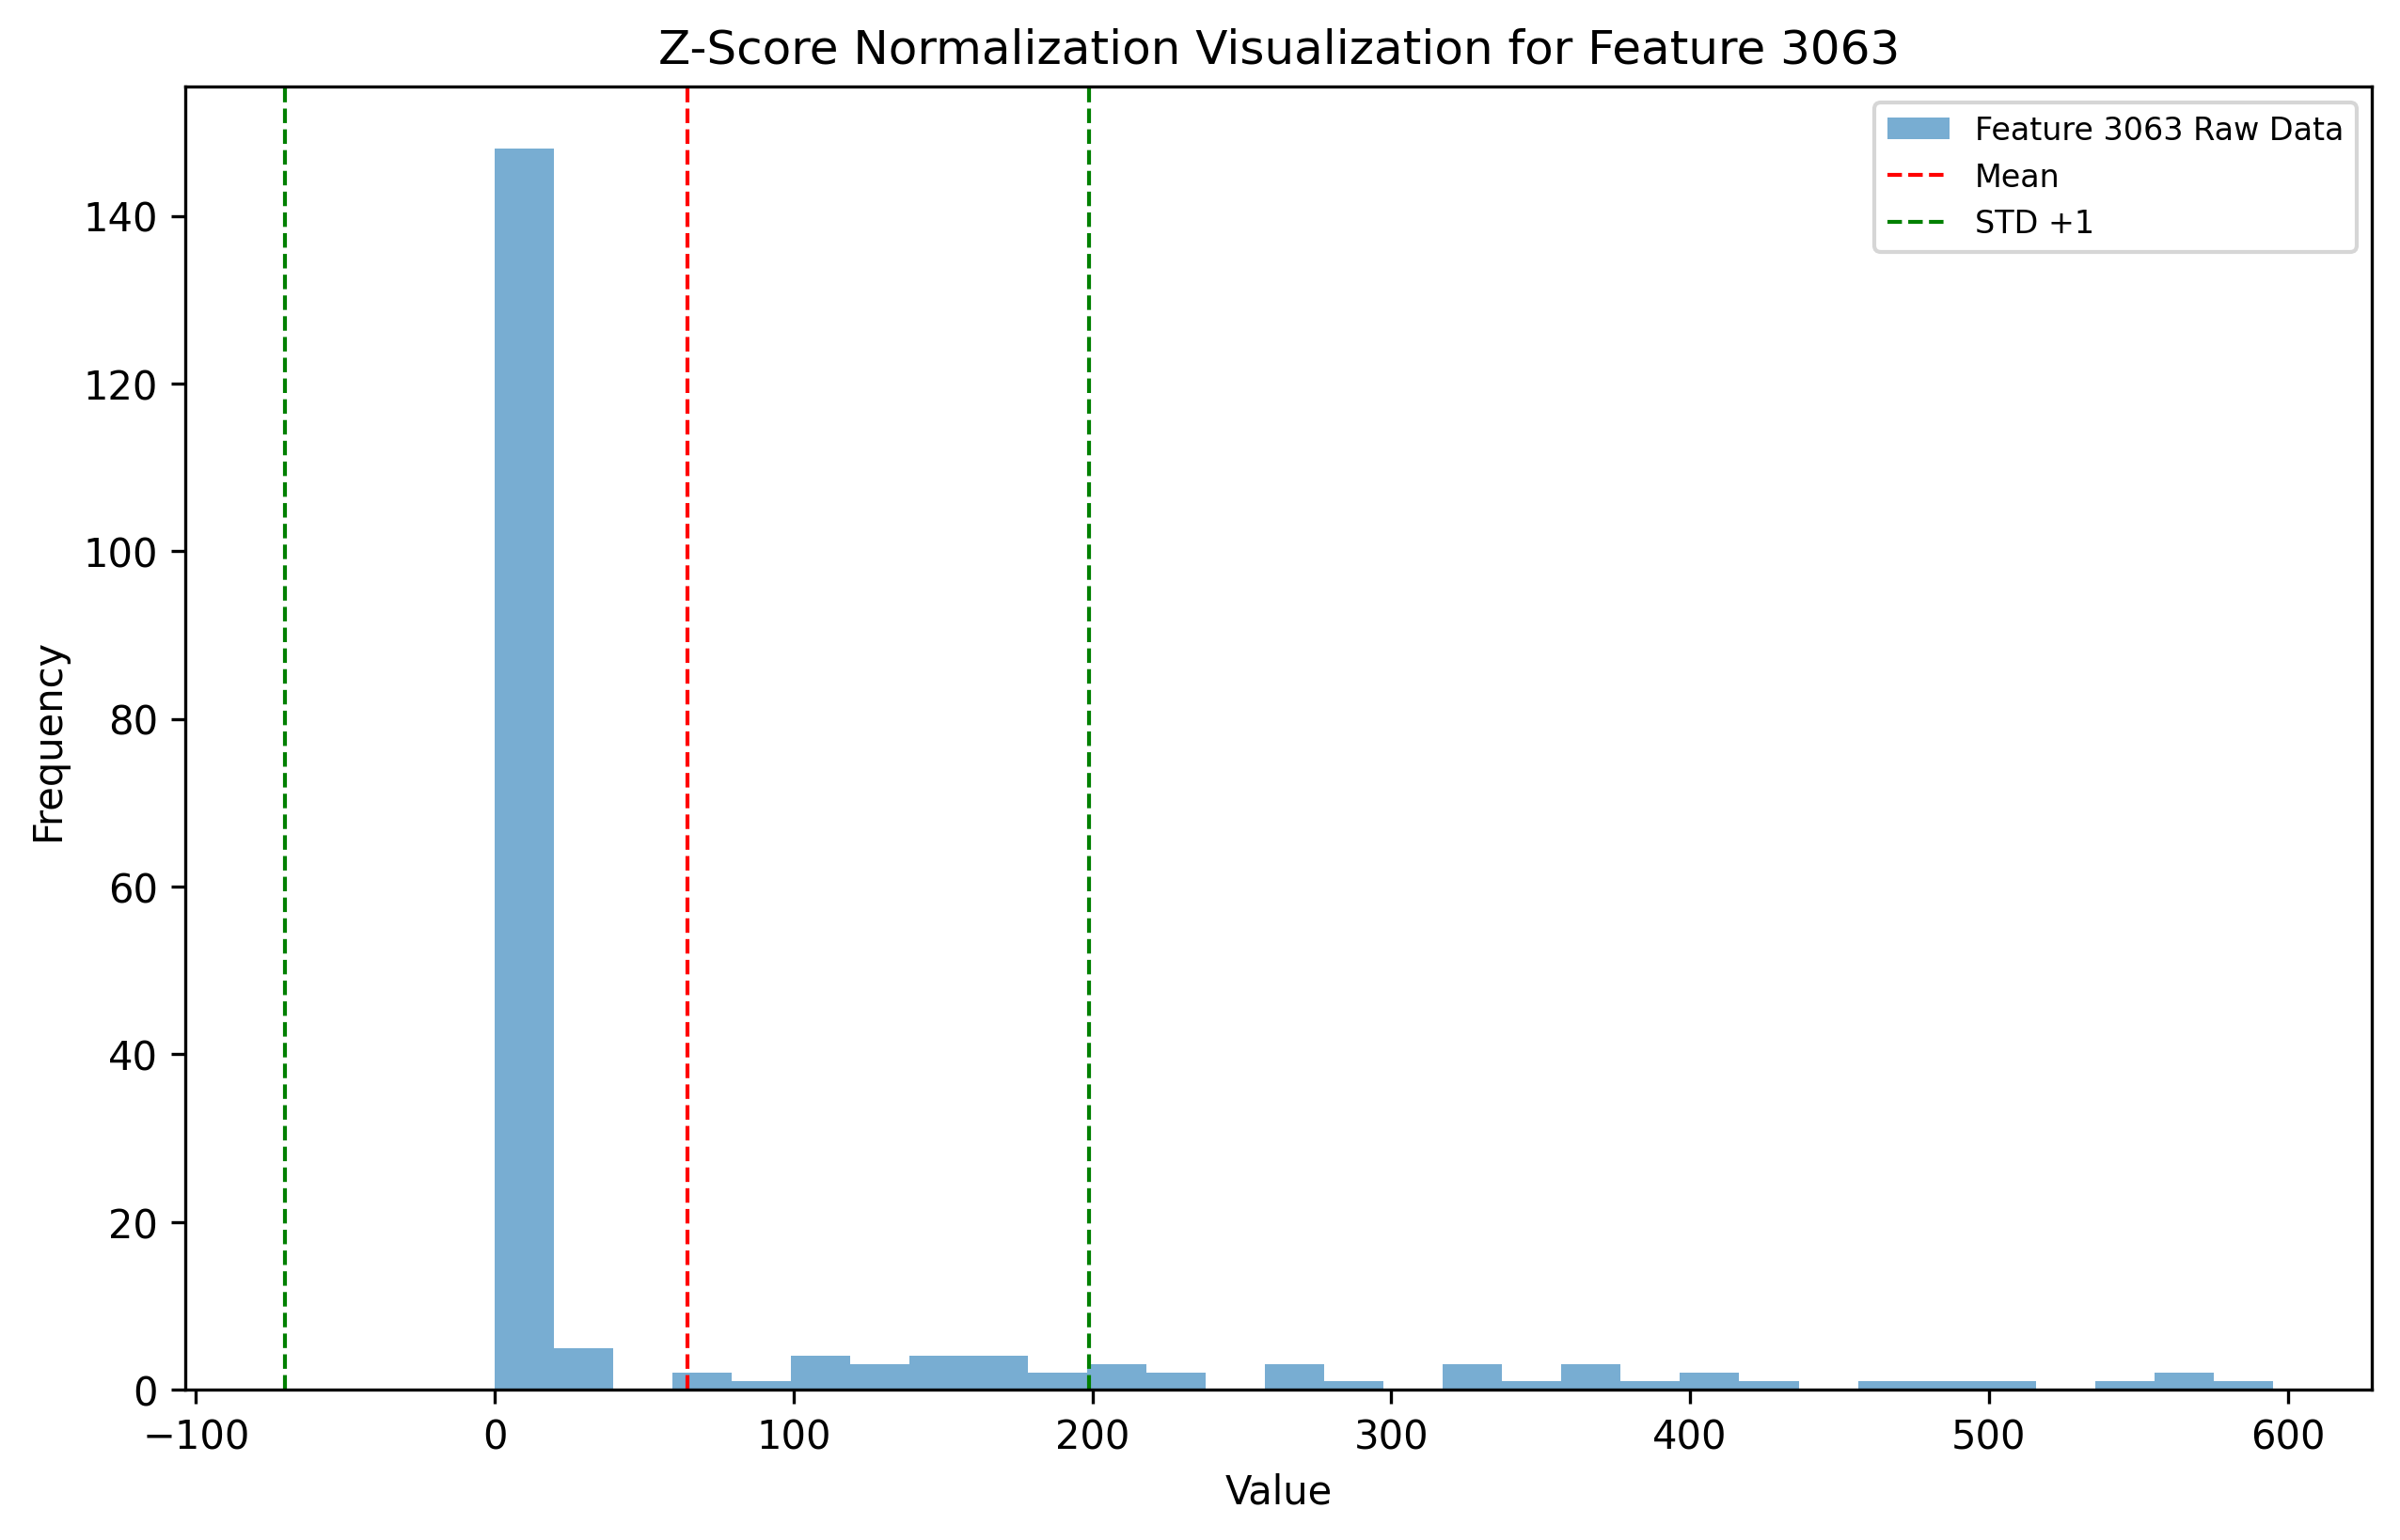 Z-Score Normalization Visualization for Feature 3063
Feature 3063 Raw Data
Mean
STD +1
140
120
100
80
60
40
20
0
Frequency
−100 0 100 200 300 400 500 600
Value